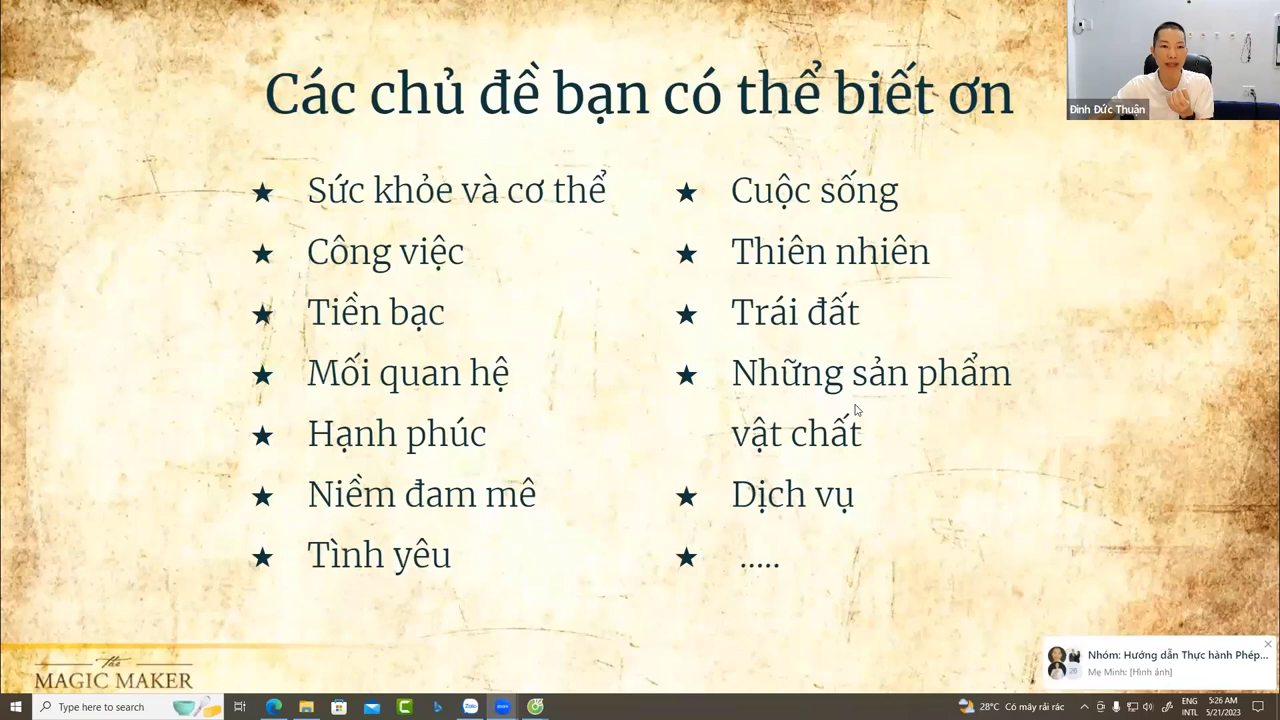 Các chủ đề bạn có thể biết ơn
Đinh Đức Thuận
★ Sức khỏe và cơ thể
★ Công việc
★ Tiền bạc
★ Mối quan hệ
★ Hạnh phúc
★ Niềm đam mê
★ Tình yêu
★ Cuộc sống
★ Thiên nhiên
★ Trái đất
★ Những sản phẩm
vật chất
★ Dịch vụ
★ .....
the
MAGIC MAKER
Nhóm: Hướng dẫn Thực hành Phép...
Mẹ Minh: [Hình ảnh]
26
Type here to search
Zalo
zoom
28°C Có mây rải rác
ENG
INTL
5:26 AM
5/21/2023